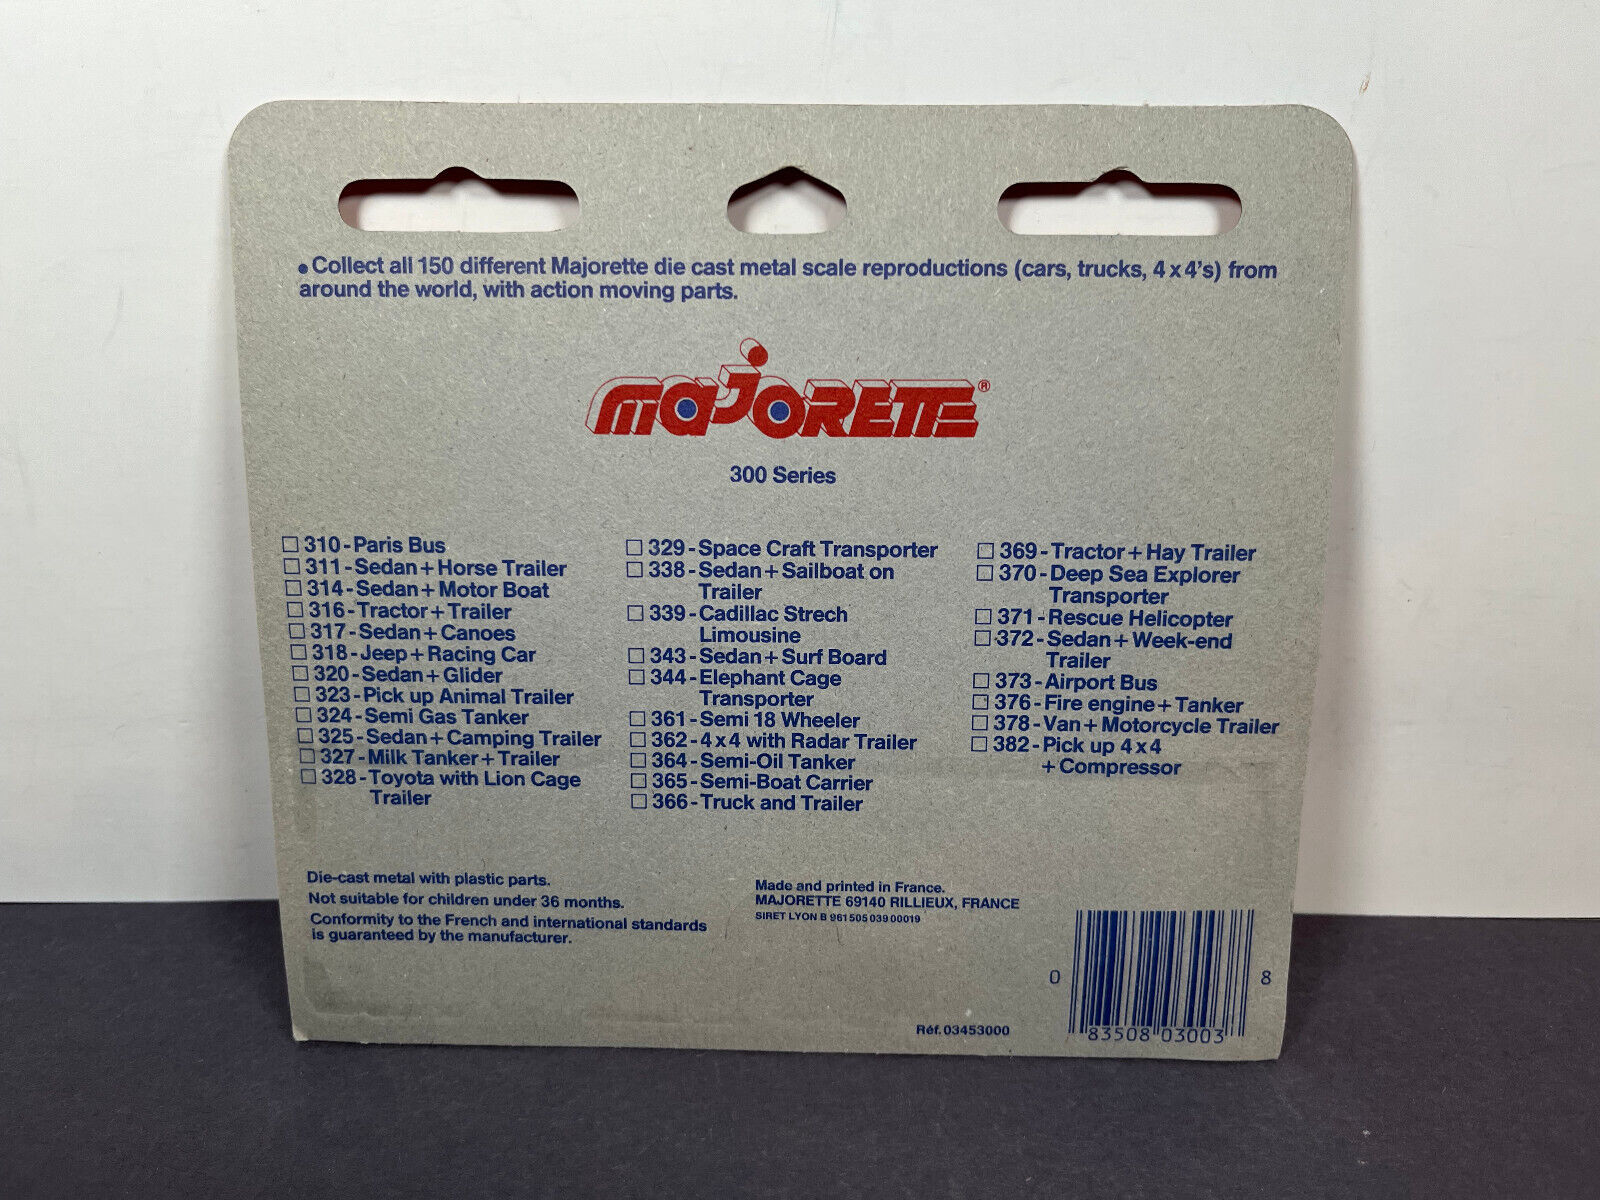 • Collect all 150 different Majorette die cast metal scale reproductions (cars, trucks, 4 x 4's) from
around the world, with action moving parts.
MAJORETTE®
300 Series
310-Paris Bus
311-Sedan+Horse Trailer
314-Sedan+Motor Boat
316-Tractor+Trailer
317-Sedan+Canoes
318-Jeep+Racing Car
320-Sedan+Glider
323-Pick up Animal Trailer
324-Semi Gas Tanker
325-Sedan+Camping Trailer
327-Milk Tanker+Trailer
328-Toyota with Lion Cage
Trailer
329-Space Craft Transporter
338-Sedan+Sailboat on
Trailer
339-Cadillac Strech
Limousine
343-Sedan+Surf Board
344-Elephant Cage
Transporter
361-Semi 18 Wheeler
362-4x4 with Radar Trailer
364-Semi-Oil Tanker
365-Semi-Boat Carrier
366-Truck and Trailer
369-Tractor+Hay Trailer
370-Deep Sea Explorer
Transporter
371-Rescue Helicopter
372-Sedan+Week-end
Trailer
373-Airport Bus
376-Fire engine+Tanker
378-Van+Motorcycle Trailer
382-Pick up 4x4
+Compressor
Die-cast metal with plastic parts.
Not suitable for children under 36 months.
Conformity to the French and international standards
is guaranteed by the manufacturer.
Made and printed in France.
MAJORETTE 69140 RILLIEUX, FRANCE
SIRET LYON B 961 505 039 00019
Réf. 03453000
0 83508 03003 8